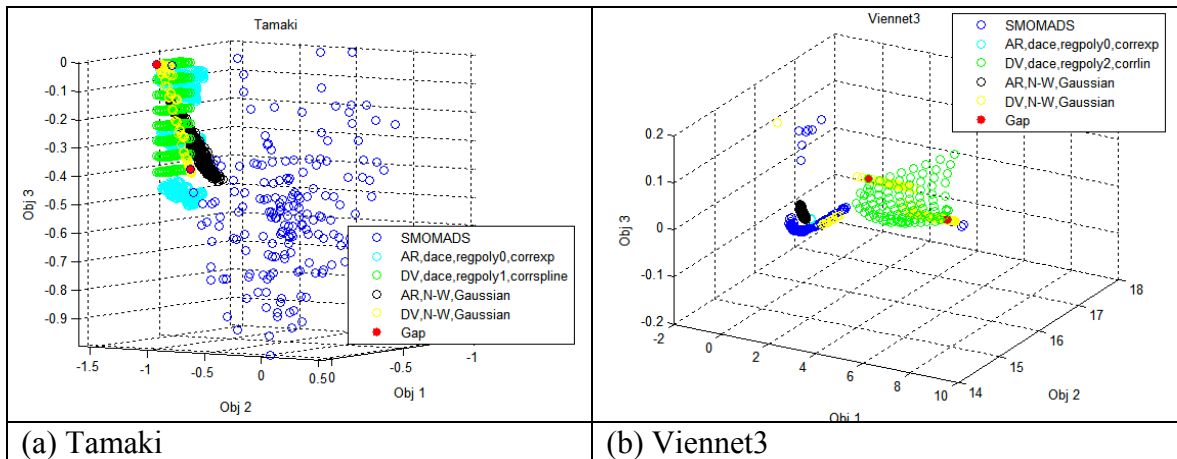 Tamaki
0
-0.1
-0.2
-0.3
-0.4
-0.5
-0.6
-0.7
-0.8
-0.9
Obj 3
-1.5
-1
-0.5
0
0.50
-0.5
-1
Obj 2
Obj 1
SMOMADS
AR,dace,regpoly0,correxp
DV,dace,regpoly1,corrspline
AR,N-W,Gaussian
DV,N-W,Gaussian
Gap
(a) Tamaki
Viennet3
SMOMADS
AR,dace,regpoly0,correxp
DV,dace,regpoly2,corrlin
AR,N-W,Gaussian
DV,N-W,Gaussian
Gap
0.2
0.1
0
-0.1
-0.2
Obj 3
-2
0
2
4
6
8
10
14
15
16
17
18
Obj 2
Obj 1
(b) Viennet3